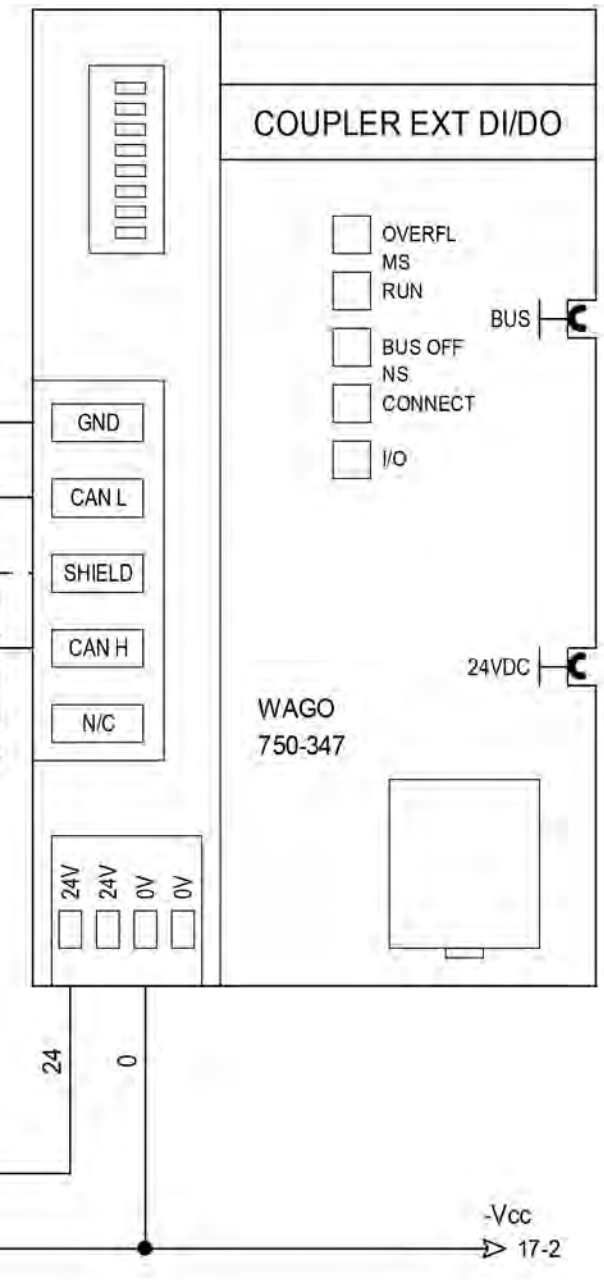 COUPLER EXT DI/DO
OVERFL
MS
RUN
BUS
BUS OFF
NS
CONNECT
I/O
GND
CAN L
SHIELD
CAN H
N/C
24VDC
WAGO
750-347
24V 24V 0V 0V
24 0
-Vcc
17-2